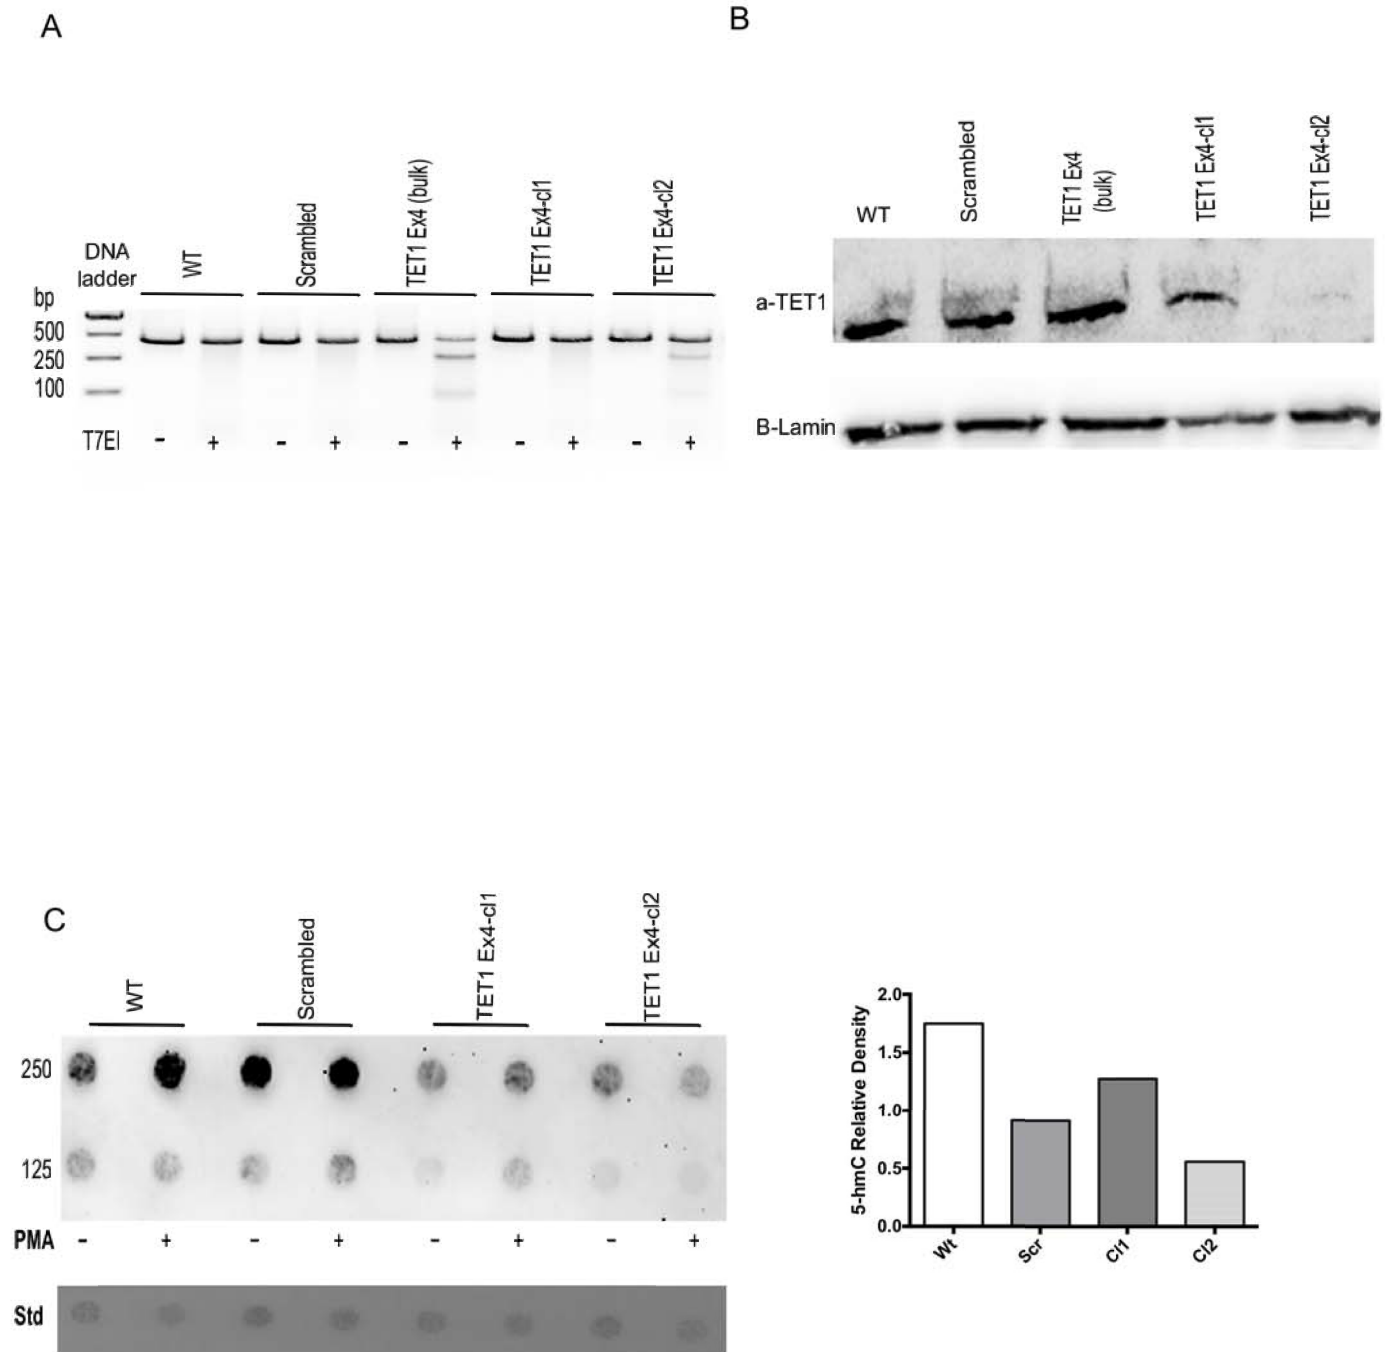 A
DNA
ladder
WT
Scrambled
TET1 Ex4 (bulk)
TET1 Ex4-cl1
TET1 Ex4-cl2
bp
500
250
100
T7EI - + - + - + - + - +
B
WT
Scrambled
TET1 Ex4
(bulk)
TET1 Ex4-cl1
TET1 Ex4-cl2
a-TET1
B-Lamin
C
WT
Scrambled
TET1 Ex4-cl1
TET1 Ex4-cl2
250
125
PMA - + - + - + - +
Std
5-hmC Relative Density
2.0
1.5
1.0
0.5
0.0
Wt
Scr
Cl1
Cl2